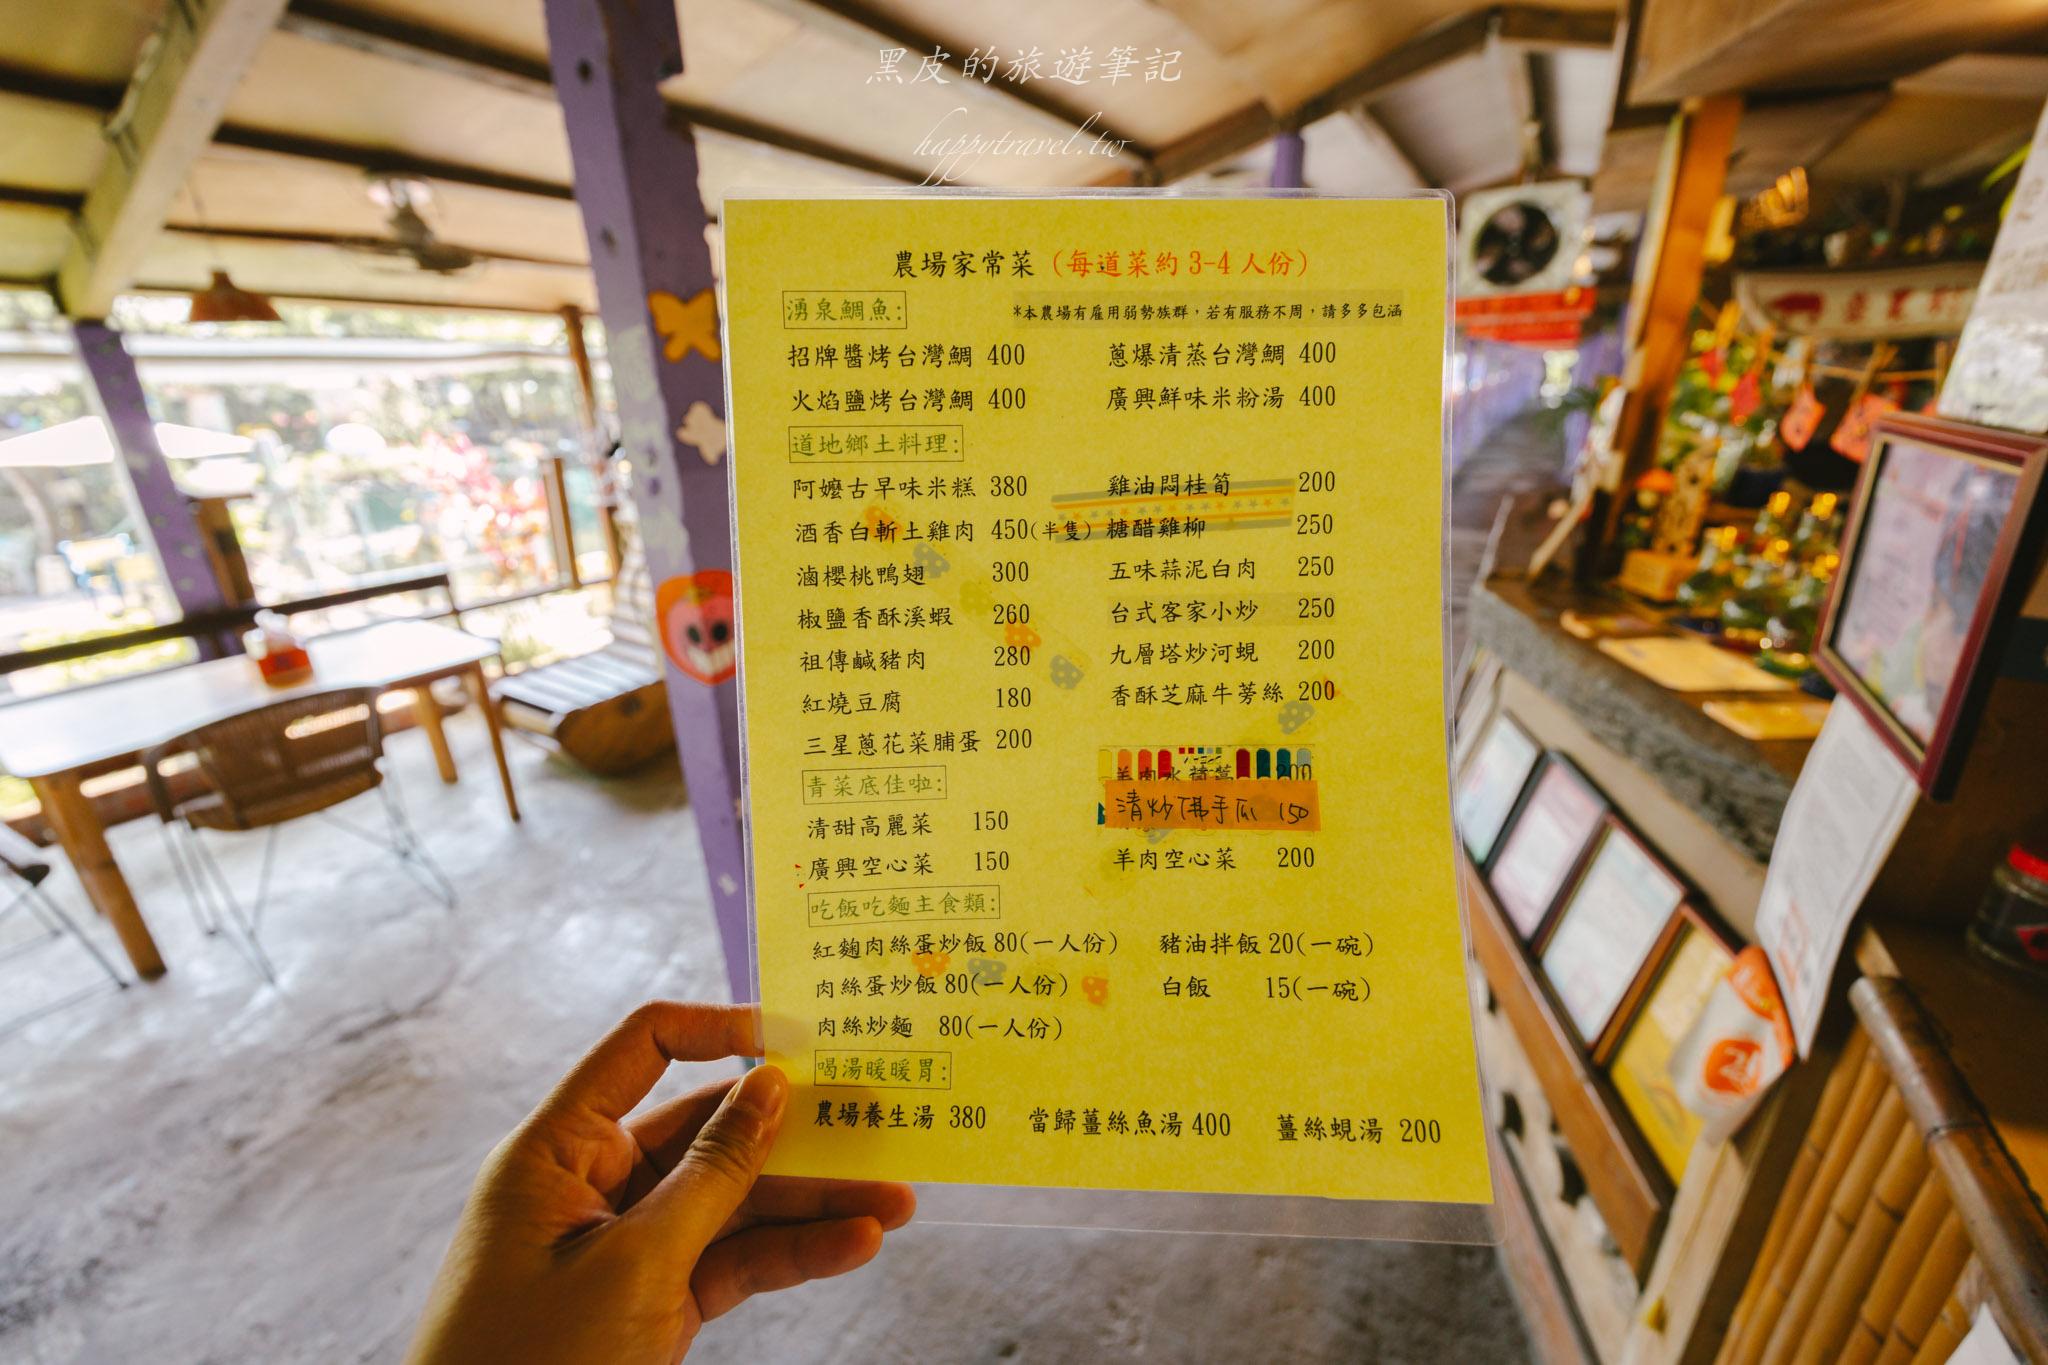 黑皮的旅遊筆記
happytravel.tw
農場家常菜（每道菜約3-4人份）
湧泉鯛魚:
*本農場有雇用弱勢族群，若有服務不周，請多多包涵
招牌醬烤台灣鯛 400 蔥爆清蒸台灣鯛 400
火焰鹽烤台灣鯛 400 廣興鮮味米粉湯 400
道地鄉土料理:
阿嬤古早味米糕 380 雞油悶桂筍 200
酒香白斬土雞肉 450(半隻) 糖醋雞柳 250
滷櫻桃鴨翅 300 五味蒜泥白肉 250
椒鹽香酥溪蝦 260 台式客家小炒 250
祖傳鹹豬肉 280 九層塔炒河蜆 200
紅燒豆腐 180 香酥芝麻牛蒡絲 200
三星蔥花菜脯蛋 200
青菜底佳啦:
清甜高麗菜 150 清炒佛手瓜 150
廣興空心菜 150 羊肉空心菜 200
吃飯吃麵主食類:
紅麴肉絲蛋炒飯 80(一人份) 豬油拌飯 20(一碗)
肉絲蛋炒飯 80(一人份) 白飯 15(一碗)
肉絲炒麵 80(一人份)
喝湯暖暖胃:
農場養生湯 380 當歸薑絲魚湯 400 薑絲蜆湯 200